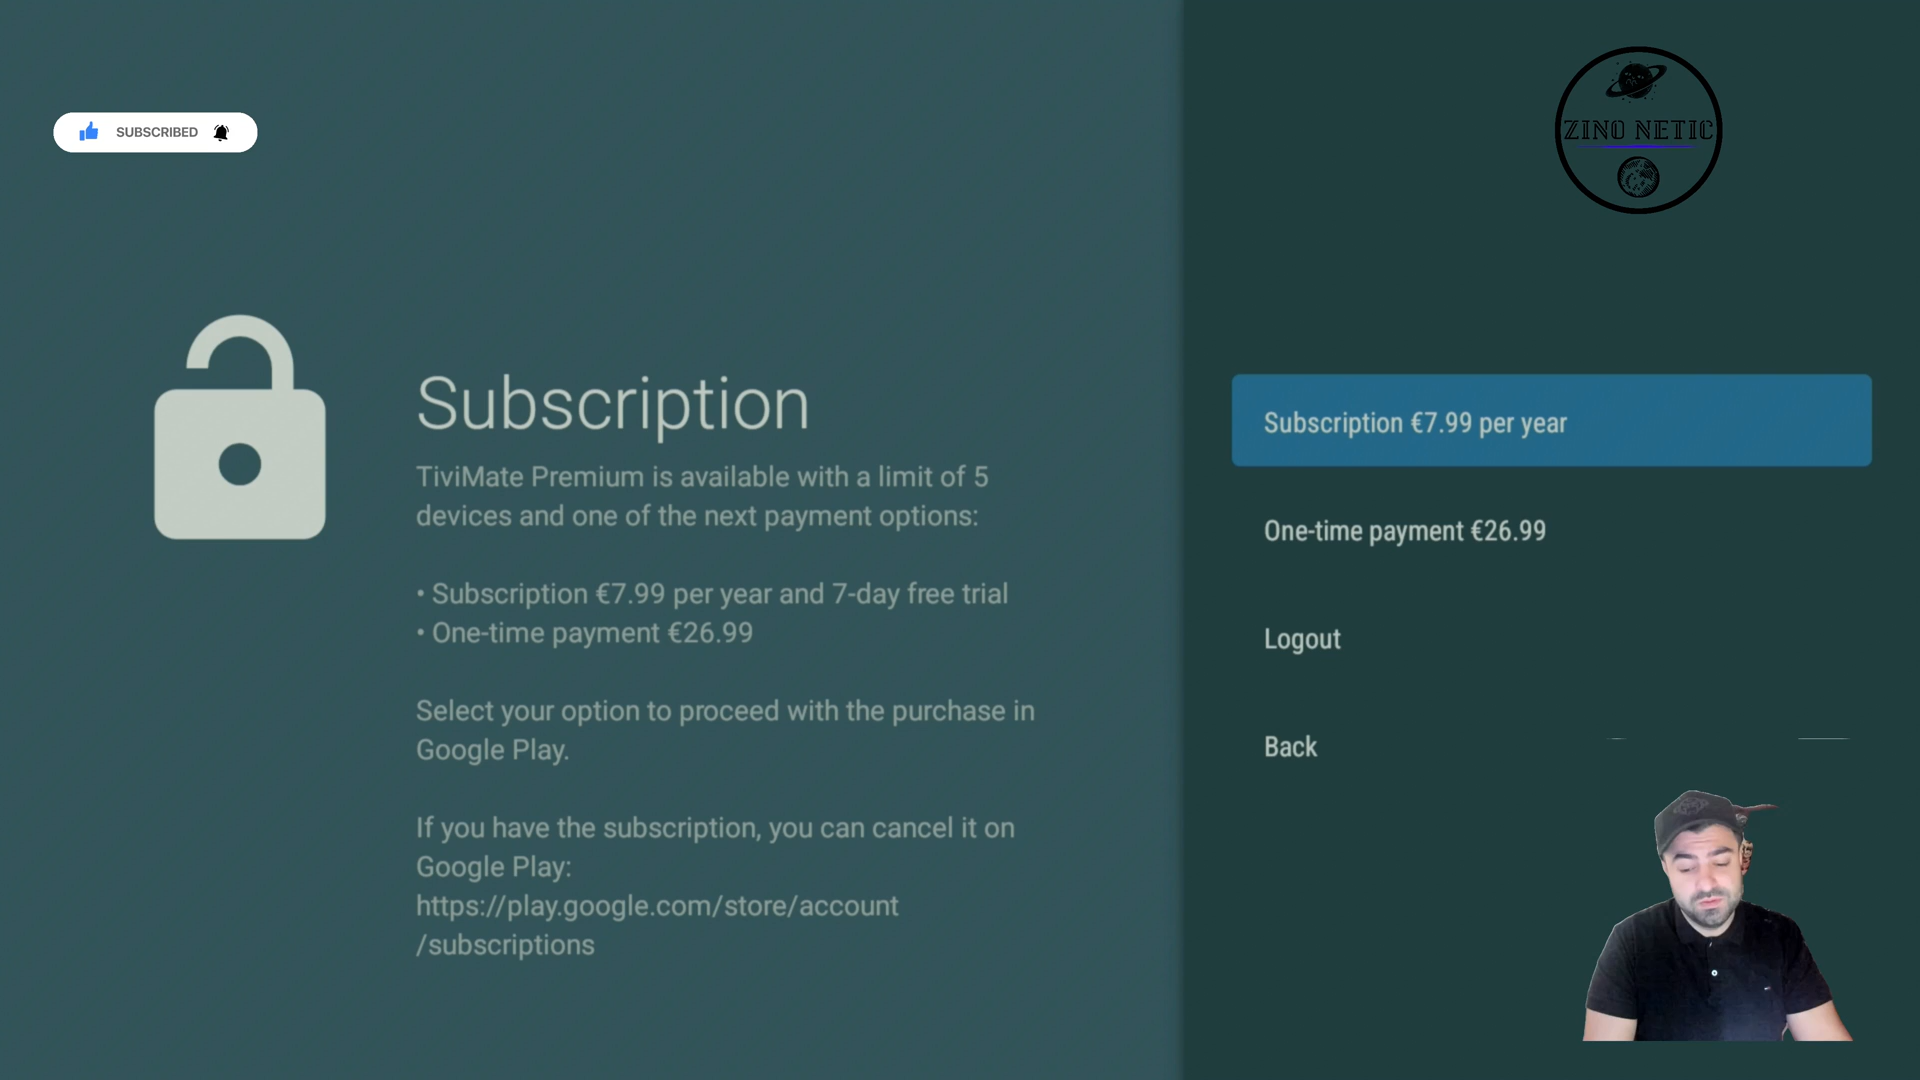 SUBSCRIBED
ZINO NETIC
Subscription
TiviMate Premium is available with a limit of 5
devices and one of the next payment options:
• Subscription €7.99 per year and 7-day free trial
• One-time payment €26.99
Select your option to proceed with the purchase in
Google Play.
If you have the subscription, you can cancel it on
Google Play:
https://play.google.com/store/account
/subscriptions
Subscription €7.99 per year
One-time payment €26.99
Logout
Back